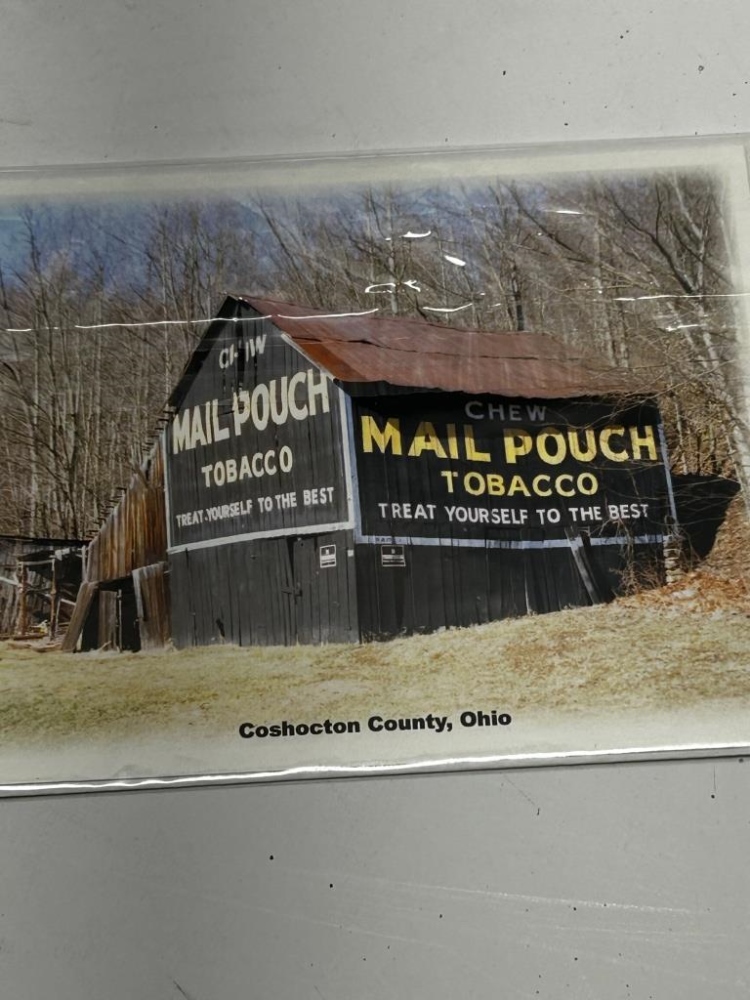 CHEW
MAIL POUCH
TOBACCO
TREAT YOURSELF TO THE BEST
CHEW
MAIL POUCH
TOBACCO
TREAT YOURSELF TO THE BEST
Coshocton County, Ohio